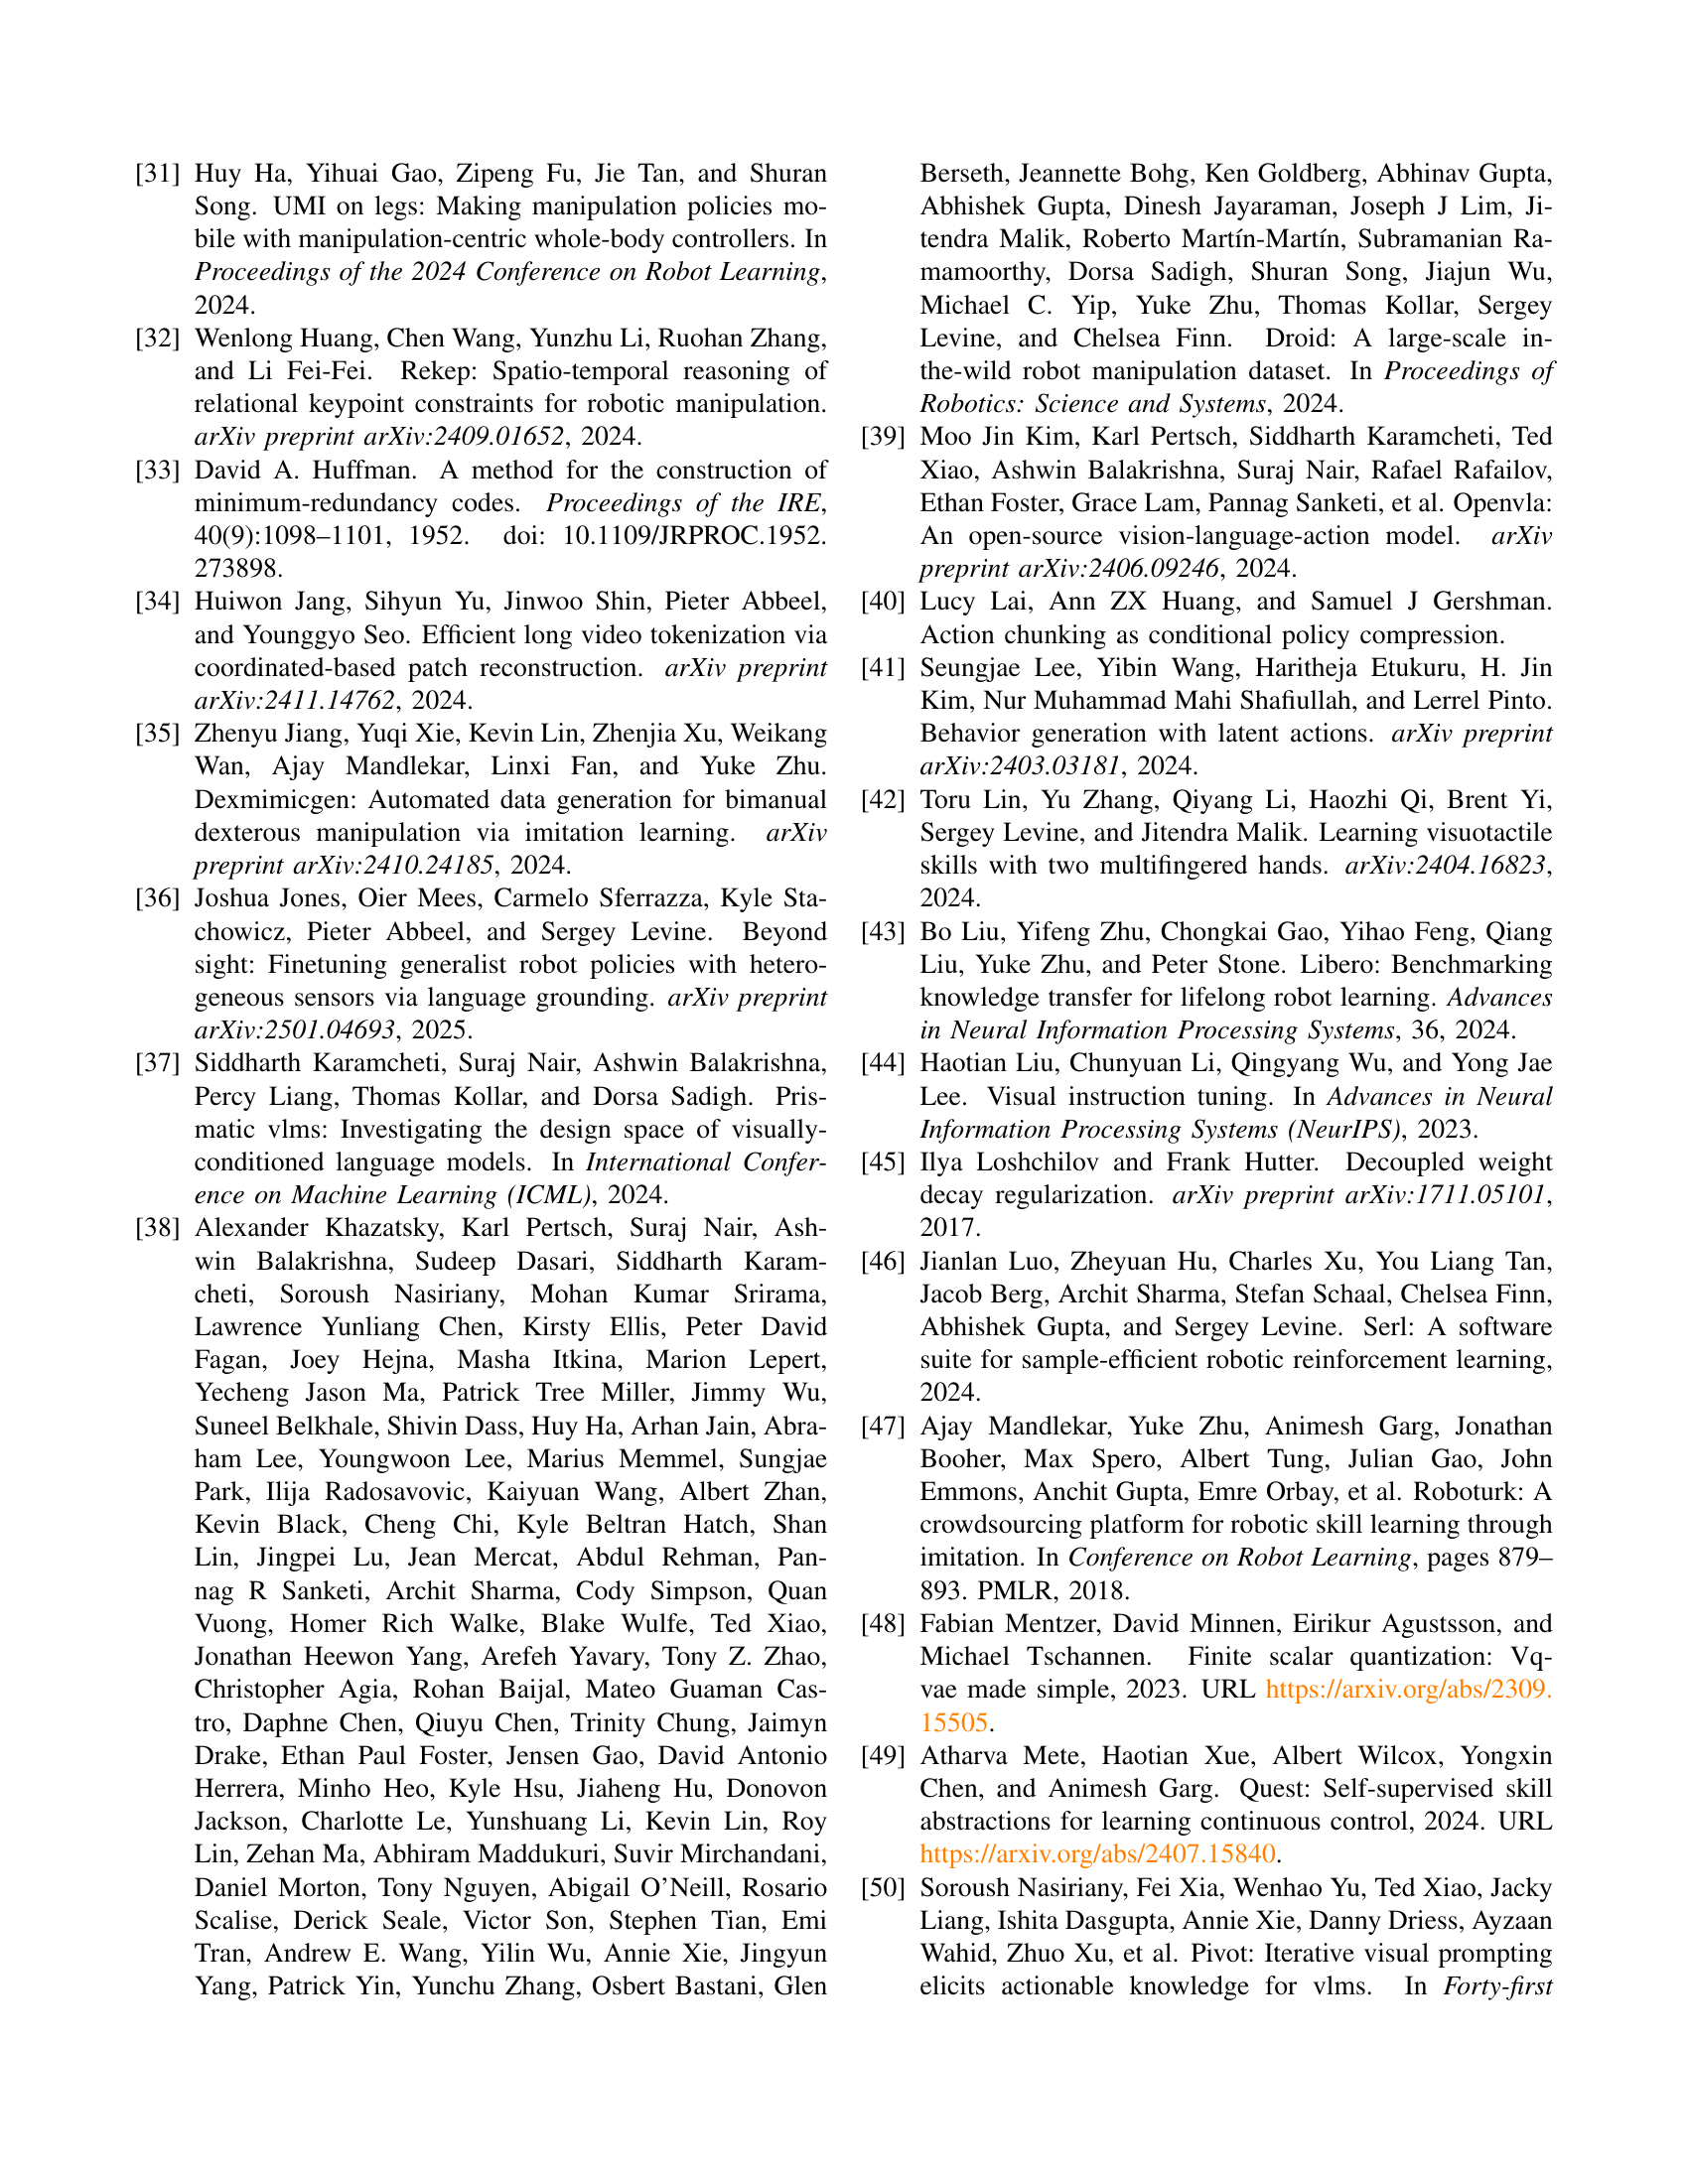 [31] Huy Ha, Yihuai Gao, Zipeng Fu, Jie Tan, and Shuran
Song. UMI on legs: Making manipulation policies mo-
bile with manipulation-centric whole-body controllers. In
Proceedings of the 2024 Conference on Robot Learning,
2024.
[32] Wenlong Huang, Chen Wang, Yunzhu Li, Ruohan Zhang,
and Li Fei-Fei. Rekep: Spatio-temporal reasoning of
relational keypoint constraints for robotic manipulation.
arXiv preprint arXiv:2409.01652, 2024.
[33] David A. Huffman. A method for the construction of
minimum-redundancy codes. Proceedings of the IRE,
40(9):1098–1101, 1952. doi: 10.1109/JRPROC.1952.
273898.
[34] Huiwon Jang, Sihyun Yu, Jinwoo Shin, Pieter Abbeel,
and Younggyo Seo. Efficient long video tokenization via
coordinated-based patch reconstruction. arXiv preprint
arXiv:2411.14762, 2024.
[35] Zhenyu Jiang, Yuqi Xie, Kevin Lin, Zhenjia Xu, Weikang
Wan, Ajay Mandlekar, Linxi Fan, and Yuke Zhu.
Dexmimicgen: Automated data generation for bimanual
dexterous manipulation via imitation learning. arXiv
preprint arXiv:2410.24185, 2024.
[36] Joshua Jones, Oier Mees, Carmelo Sferrazza, Kyle Sta-
chowicz, Pieter Abbeel, and Sergey Levine. Beyond
sight: Finetuning generalist robot policies with hetero-
geneous sensors via language grounding. arXiv preprint
arXiv:2501.04693, 2025.
[37] Siddharth Karamcheti, Suraj Nair, Ashwin Balakrishna,
Percy Liang, Thomas Kollar, and Dorsa Sadigh. Pris-
matic vlms: Investigating the design space of visually-
conditioned language models. In International Confer-
ence on Machine Learning (ICML), 2024.
[38] Alexander Khazatsky, Karl Pertsch, Suraj Nair, Ash-
win Balakrishna, Sudeep Dasari, Siddharth Karam-
cheti, Soroush Nasiriany, Mohan Kumar Srirama,
Lawrence Yunliang Chen, Kirsty Ellis, Peter David
Fagan, Joey Hejna, Masha Itkina, Marion Lepert,
Yecheng Jason Ma, Patrick Tree Miller, Jimmy Wu,
Suneel Belkhale, Shivin Dass, Huy Ha, Arhan Jain, Abra-
ham Lee, Youngwoon Lee, Marius Memmel, Sungjae
Park, Ilija Radosavovic, Kaiyuan Wang, Albert Zhan,
Kevin Black, Cheng Chi, Kyle Beltran Hatch, Shan
Lin, Jingpei Lu, Jean Mercat, Abdul Rehman, Pan-
nag R Sanketi, Archit Sharma, Cody Simpson, Quan
Vuong, Homer Rich Walke, Blake Wulfe, Ted Xiao,
Jonathan Heewon Yang, Arefeh Yavary, Tony Z. Zhao,
Christopher Agia, Rohan Baijal, Mateo Guaman Cas-
tro, Daphne Chen, Qiuyu Chen, Trinity Chung, Jaimyn
Drake, Ethan Paul Foster, Jensen Gao, David Antonio
Herrera, Minho Heo, Kyle Hsu, Jiaheng Hu, Donovon
Jackson, Charlotte Le, Yunshuang Li, Kevin Lin, Roy
Lin, Zehan Ma, Abhiram Maddukuri, Suvir Mirchandani,
Daniel Morton, Tony Nguyen, Abigail O'Neill, Rosario
Scalise, Derick Seale, Victor Son, Stephen Tian, Emi
Tran, Andrew E. Wang, Yilin Wu, Annie Xie, Jingyun
Yang, Patrick Yin, Yunchu Zhang, Osbert Bastani, Glen
Berseth, Jeannette Bohg, Ken Goldberg, Abhinav Gupta,
Abhishek Gupta, Dinesh Jayaraman, Joseph J Lim, Ji-
tendra Malik, Roberto Martín-Martín, Subramanian Ra-
mamoorthy, Dorsa Sadigh, Shuran Song, Jiajun Wu,
Michael C. Yip, Yuke Zhu, Thomas Kollar, Sergey
Levine, and Chelsea Finn. Droid: A large-scale in-
the-wild robot manipulation dataset. In Proceedings of
Robotics: Science and Systems, 2024.
[39] Moo Jin Kim, Karl Pertsch, Siddharth Karamcheti, Ted
Xiao, Ashwin Balakrishna, Suraj Nair, Rafael Rafailov,
Ethan Foster, Grace Lam, Pannag Sanketi, et al. Openvla:
An open-source vision-language-action model. arXiv
preprint arXiv:2406.09246, 2024.
[40] Lucy Lai, Ann ZX Huang, and Samuel J Gershman.
Action chunking as conditional policy compression.
[41] Seungjae Lee, Yibin Wang, Haritheja Etukuru, H. Jin
Kim, Nur Muhammad Mahi Shafiullah, and Lerrel Pinto.
Behavior generation with latent actions. arXiv preprint
arXiv:2403.03181, 2024.
[42] Toru Lin, Yu Zhang, Qiyang Li, Haozhi Qi, Brent Yi,
Sergey Levine, and Jitendra Malik. Learning visuotactile
skills with two multifingered hands. arXiv:2404.16823,
2024.
[43] Bo Liu, Yifeng Zhu, Chongkai Gao, Yihao Feng, Qiang
Liu, Yuke Zhu, and Peter Stone. Libero: Benchmarking
knowledge transfer for lifelong robot learning. Advances
in Neural Information Processing Systems, 36, 2024.
[44] Haotian Liu, Chunyuan Li, Qingyang Wu, and Yong Jae
Lee. Visual instruction tuning. In Advances in Neural
Information Processing Systems (NeurIPS), 2023.
[45] Ilya Loshchilov and Frank Hutter. Decoupled weight
decay regularization. arXiv preprint arXiv:1711.05101,
2017.
[46] Jianlan Luo, Zheyuan Hu, Charles Xu, You Liang Tan,
Jacob Berg, Archit Sharma, Stefan Schaal, Chelsea Finn,
Abhishek Gupta, and Sergey Levine. Serl: A software
suite for sample-efficient robotic reinforcement learning,
2024.
[47] Ajay Mandlekar, Yuke Zhu, Animesh Garg, Jonathan
Booher, Max Spero, Albert Tung, Julian Gao, John
Emmons, Anchit Gupta, Emre Orbay, et al. Roboturk: A
crowdsourcing platform for robotic skill learning through
imitation. In Conference on Robot Learning, pages 879–
893. PMLR, 2018.
[48] Fabian Mentzer, David Minnen, Eirikur Agustsson, and
Michael Tschannen. Finite scalar quantization: Vq-
vae made simple, 2023. URL https://arxiv.org/abs/2309.
15505.
[49] Atharva Mete, Haotian Xue, Albert Wilcox, Yongxin
Chen, and Animesh Garg. Quest: Self-supervised skill
abstractions for learning continuous control, 2024. URL
https://arxiv.org/abs/2407.15840.
[50] Soroush Nasiriany, Fei Xia, Wenhao Yu, Ted Xiao, Jacky
Liang, Ishita Dasgupta, Annie Xie, Danny Driess, Ayzaan
Wahid, Zhuo Xu, et al. Pivot: Iterative visual prompting
elicits actionable knowledge for vlms. In Forty-first